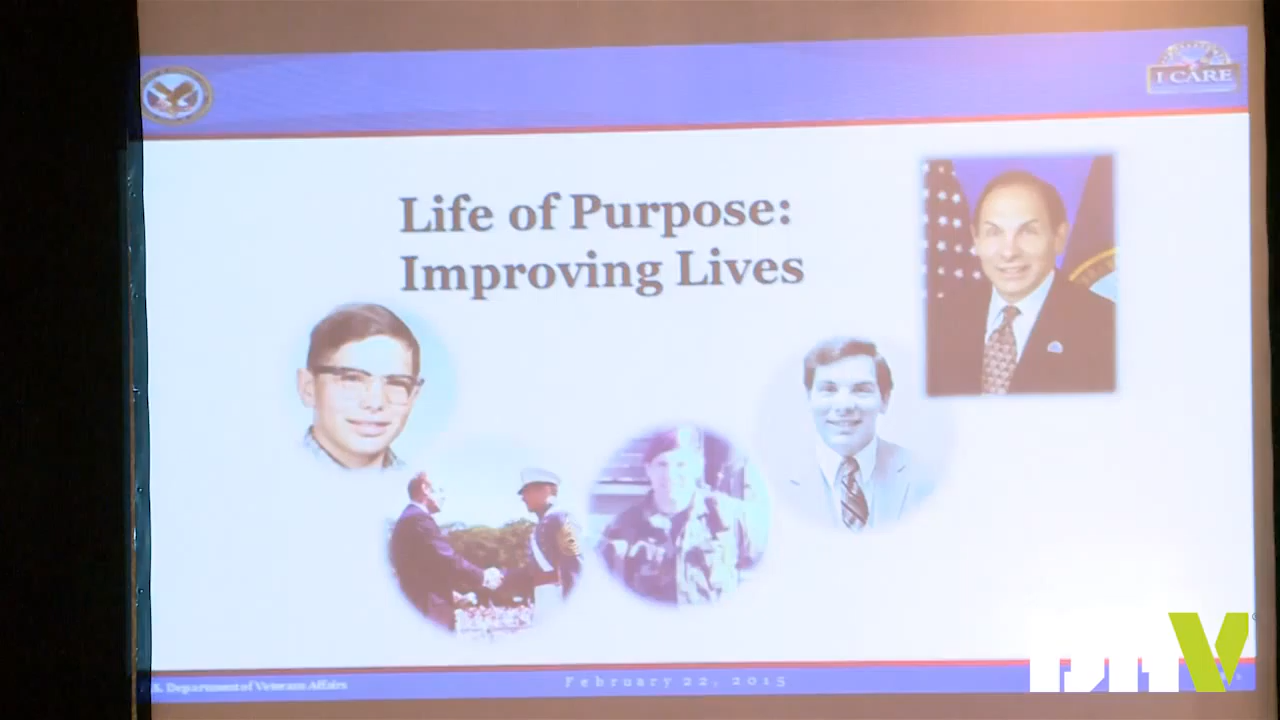 I CARE
Life of Purpose:
Improving Lives
S. Department of Veterans Affairs
February 22, 2015